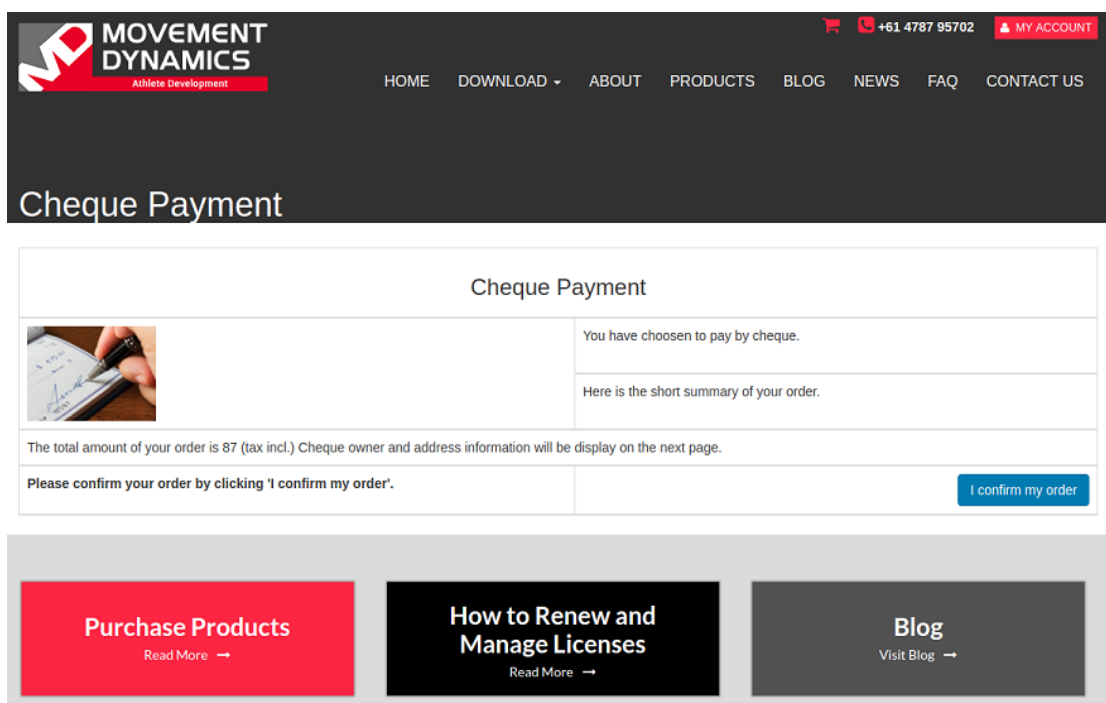 MOVEMENT
DYNAMICS
Athlete Development
+61 4787 95702
MY ACCOUNT
HOME DOWNLOAD ABOUT PRODUCTS BLOG NEWS FAQ CONTACT US
Cheque Payment
Cheque Payment
You have choosen to pay by cheque.
Here is the short summary of your order.
The total amount of your order is 87 (tax incl.) Cheque owner and address information will be display on the next page.
Please confirm your order by clicking 'I confirm my order'.
I confirm my order
Purchase Products
Read More →
How to Renew and
Manage Licenses
Read More →
Blog
Visit Blog →